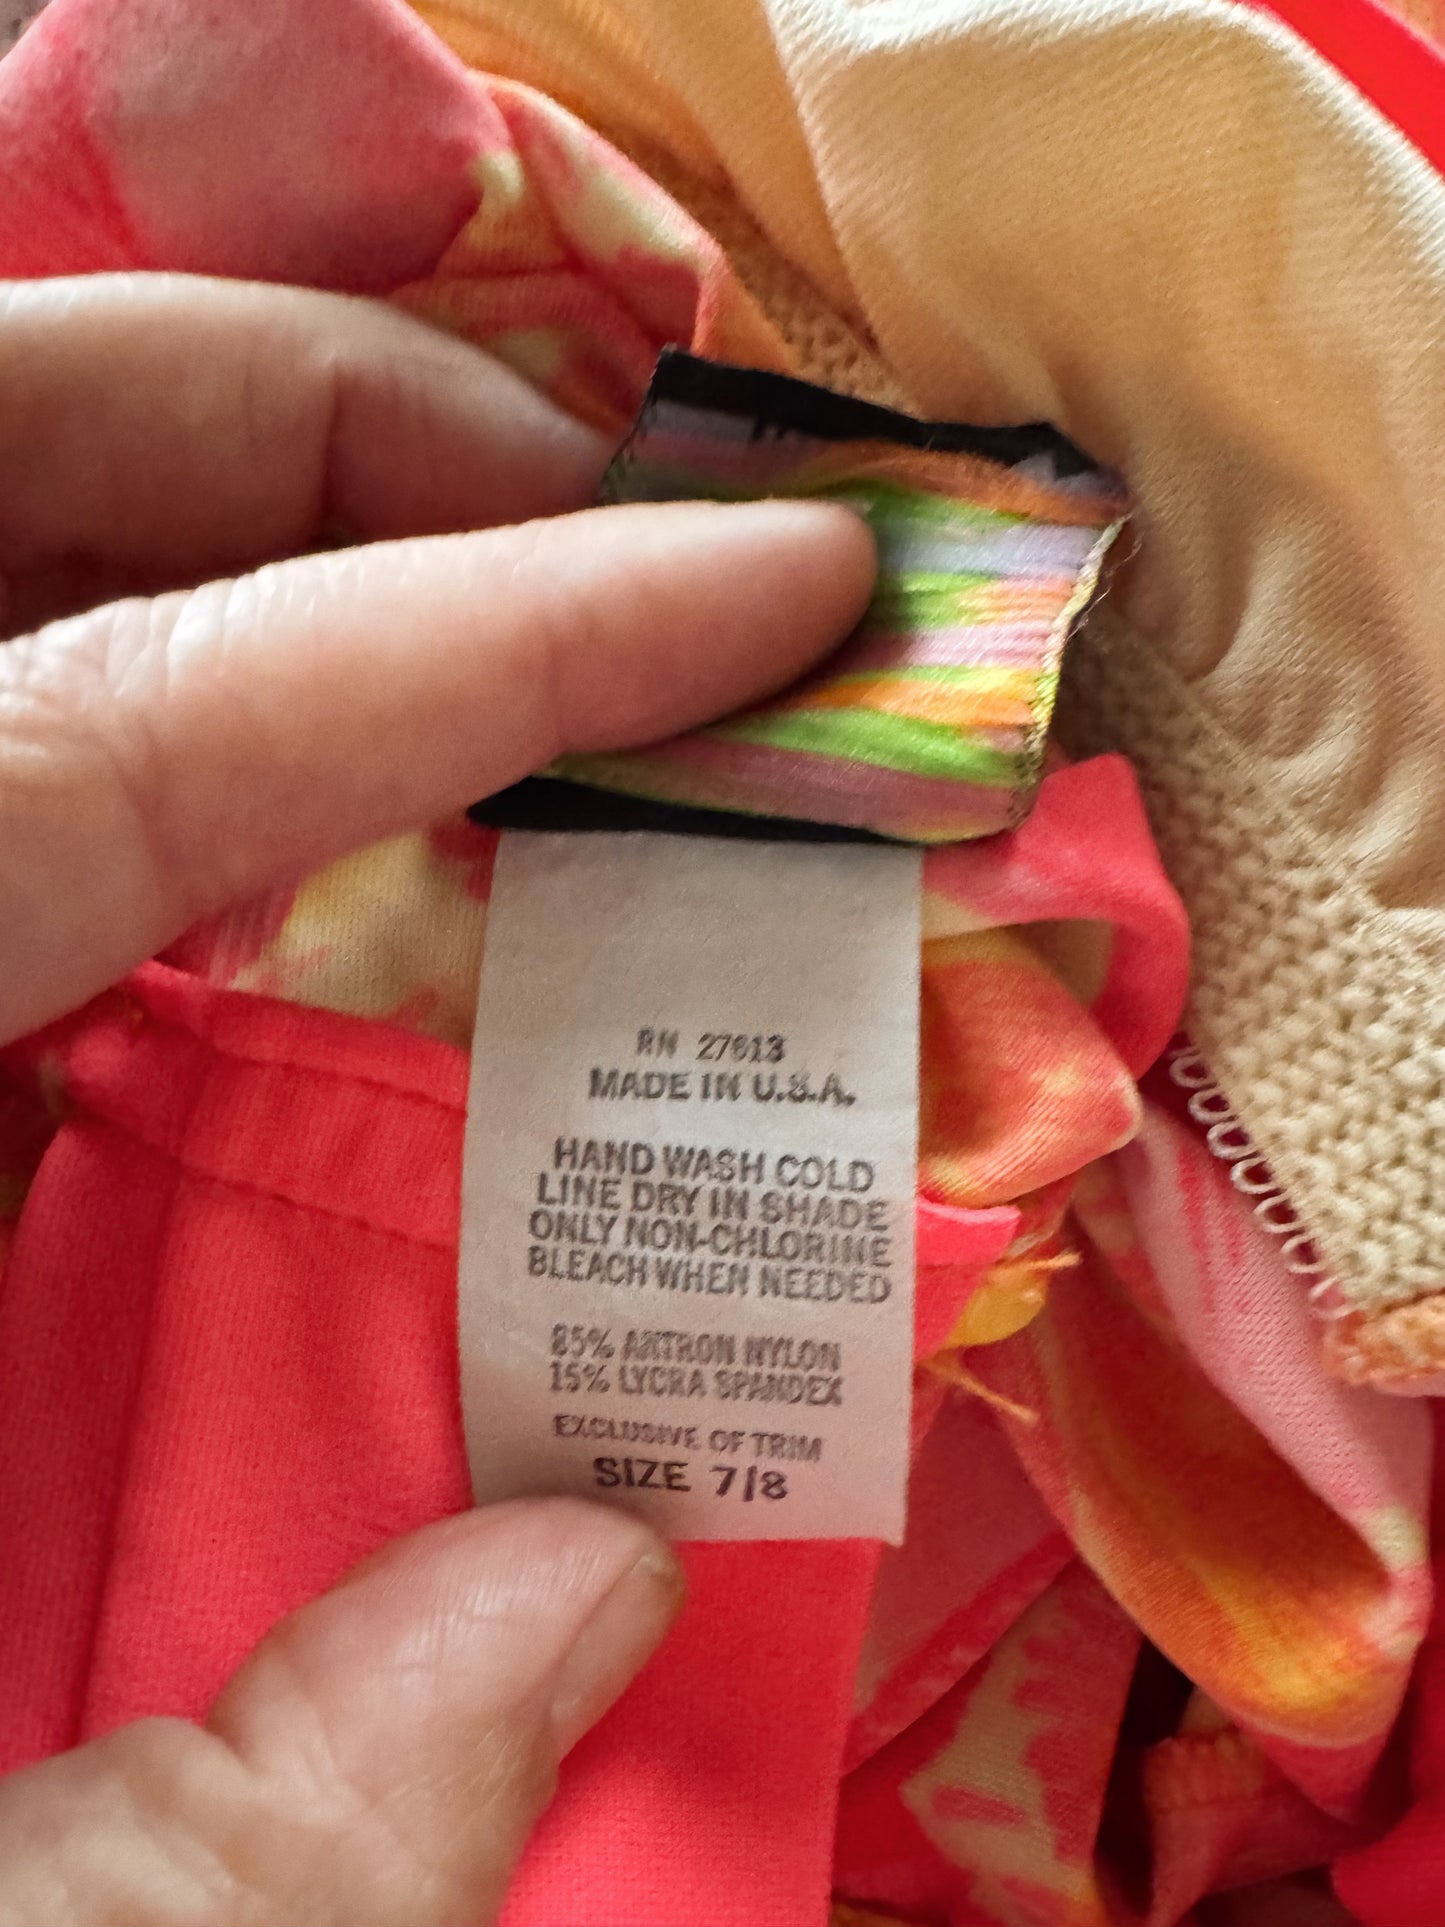 RN 27613
MADE IN U.S.A.
HAND WASH COLD
LINE DRY IN SHADE
ONLY NON-CHLORINE
BLEACH WHEN NEEDED
85% ANTRON NYLON
15% LYCRA SPANDEX
EXCLUSIVE OF TRIM
SIZE 7/8